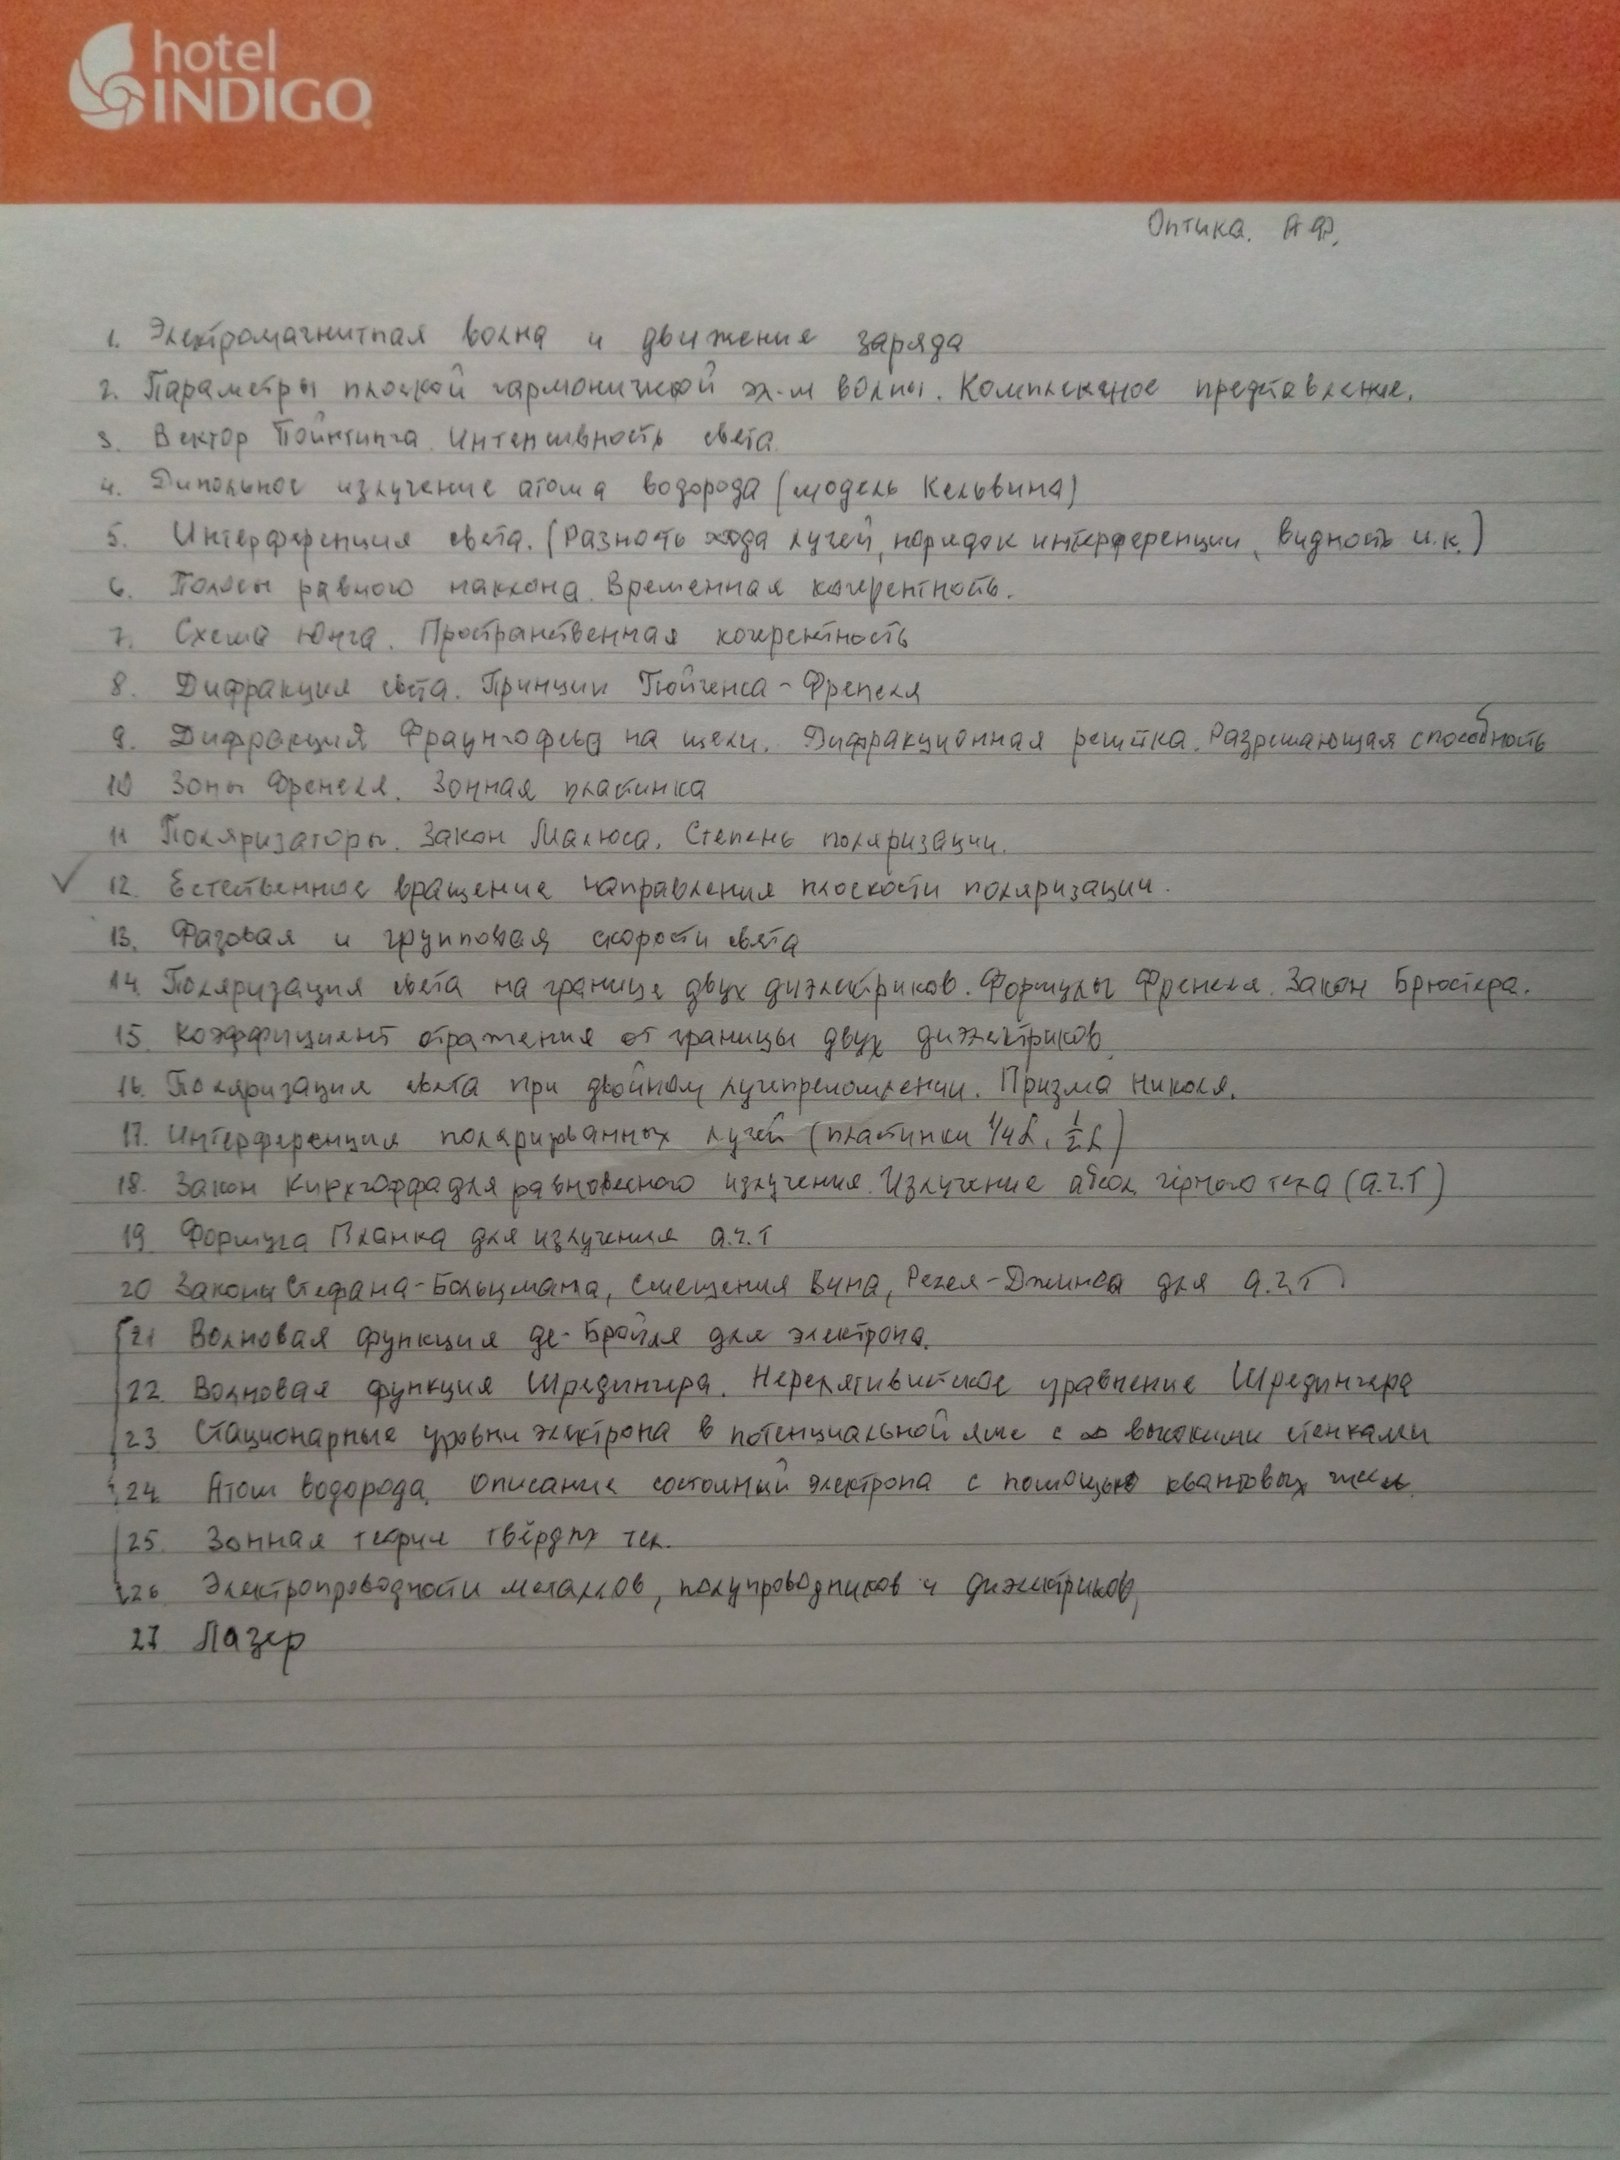 hotel
INDIGO
Оптика. АФ.
1. Электромагнитная волна и движение заряда
2. Параметры плоской гармонической эл-м волны. Комплексное представление.
3. Вектор Пойнтинга. Интенсивность света
4. Дипольное излучение атома водорода (модель Кельвина)
5. Интерференция света. (Разность хода лучей, порядок интерференции, видность и.к.)
6. Полосы равного наклона. Временная когерентность.
7. Схема Юнга. Пространственная когерентность
8. Дифракция света. Принцип Гюйгенса-Френеля
9. Дифракция Фраунгофера на щели. Дифракционная решётка. Разрешающая способность
10 Зоны Френеля. Зонная пластинка
11 Поляризаторы. Закон Малюса. Степень поляризации.
✓ 12. Естественное вращение направления плоскости поляризации.
13. Фазовая и групповая скорости света
14. Поляризация света на границе двух диэлектриков. Формулы Френеля. Закон Брюстера.
15. Коэффициент отражения от границы двух диэлектриков.
16. Поляризация света при двойном лучепреломлении. Призма Николя.
17. Интерференция поляризованных лучей (пластинки 1/4 λ, 1/2 λ)
18. Закон Кирхгоффа для равновесного излучения. Излучение абсол. чёрного тела (а.ч.т)
19 Формула Планка для излучения а.ч.т
20 Законы Стефана-Больцмана, смещения Вина, Релея-Джинса для а.ч.т
21 Волновая функция де-Бройля для электрона.
22. Волновая функция Шредингера. Нерелятивистское уравнение Шредингера
23 Стационарные уровни электрона в потенциальной яме с ∞ высокими стенками
24. Атом водорода. Описание состояний электрона с помощью квантовых чисел.
25. Зонная теория твёрдых тел.
26. Электропроводности металлов, полупроводников и диэлектриков,
27 Лазер